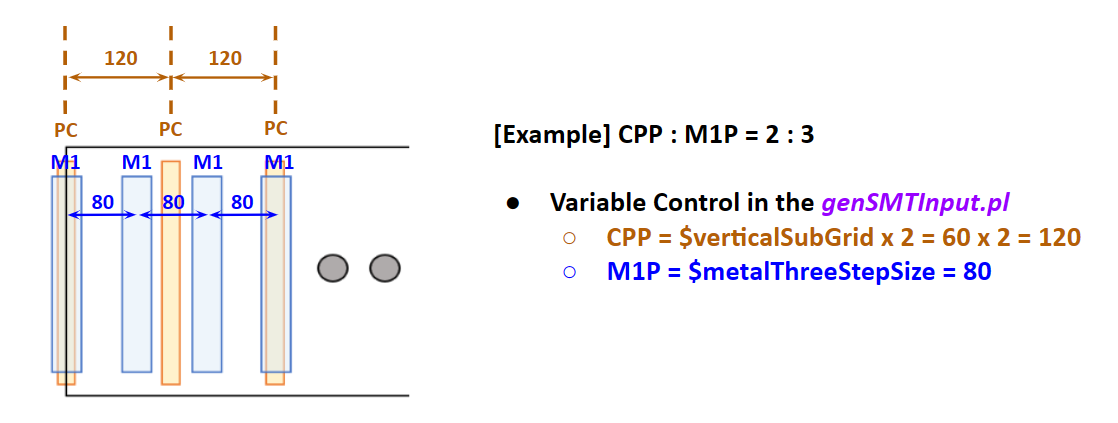 120 120
PC PC PC
M1 M1 M1 M1
80 80 80
[Example] CPP : M1P = 2 : 3
● Variable Control in the genSMTInput.pl
○ CPP = $verticalSubGrid x 2 = 60 x 2 = 120
○ M1P = $metalThreeStepSize = 80